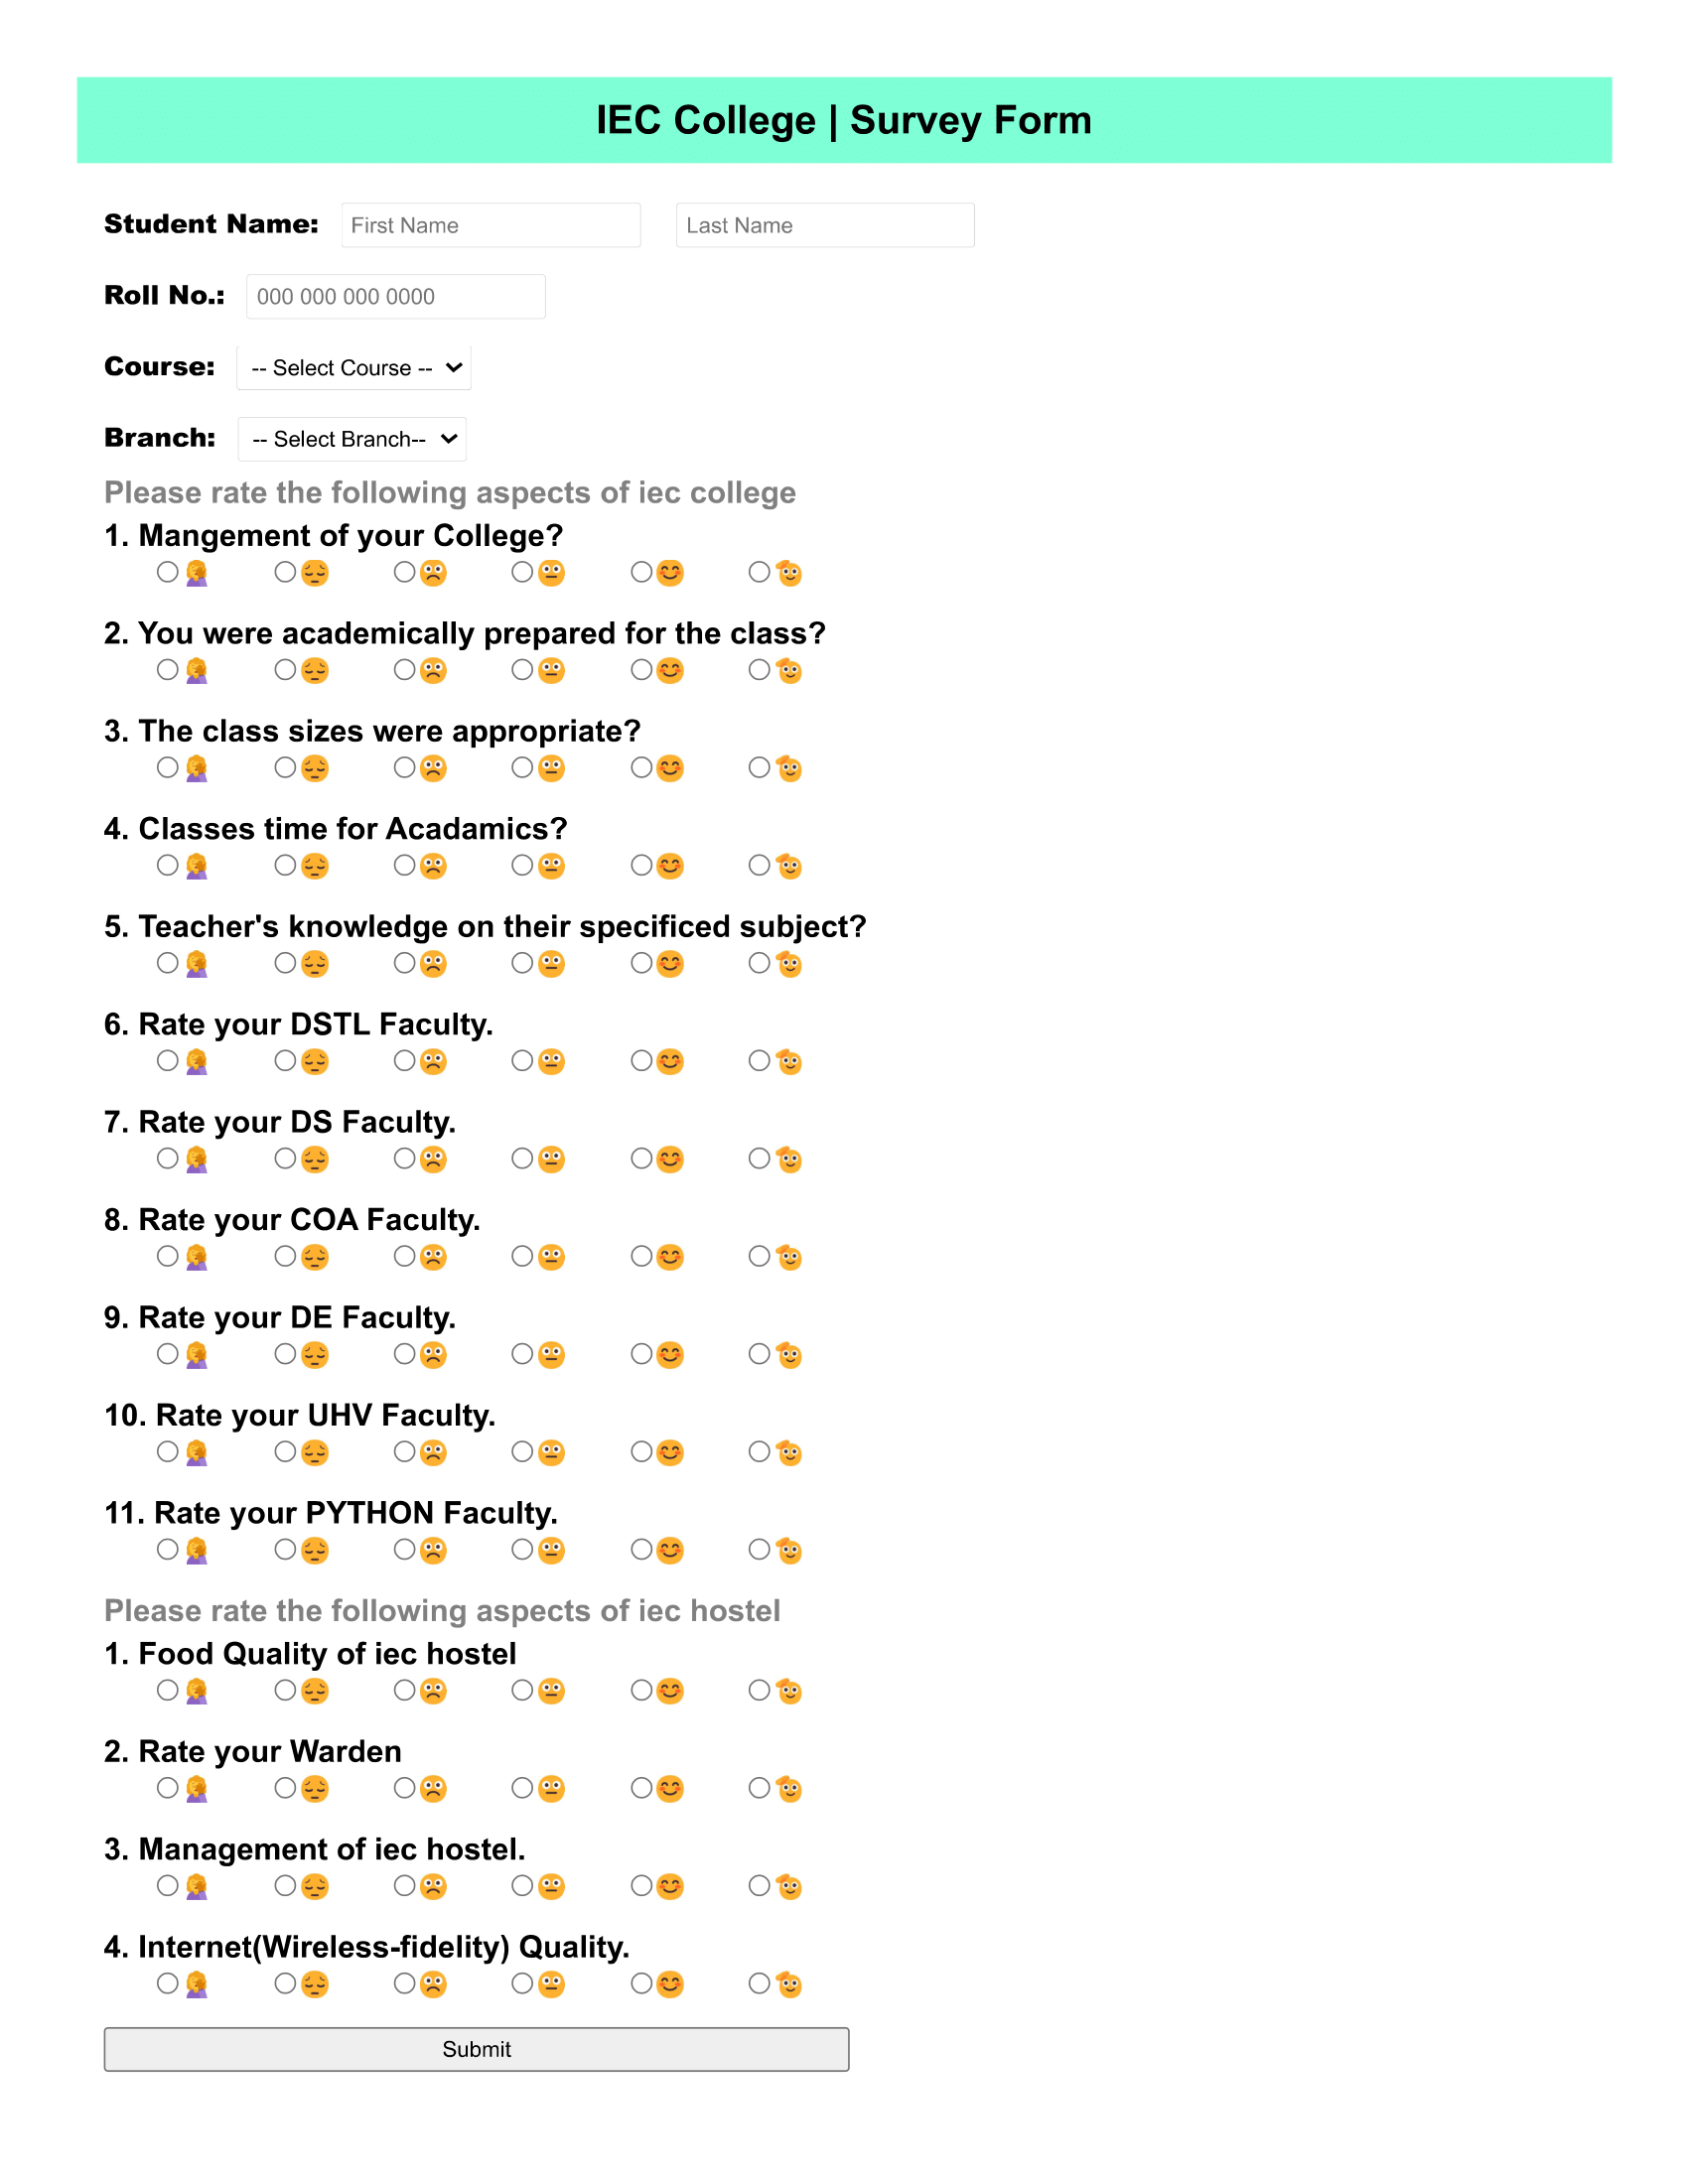 IEC College | Survey Form
Student Name: First Name Last Name
Roll No.: 000 000 000 0000
Course: -- Select Course --
Branch: -- Select Branch--
Please rate the following aspects of iec college
1. Mangement of your College?
2. You were academically prepared for the class?
3. The class sizes were appropriate?
4. Classes time for Acadamics?
5. Teacher's knowledge on their specificed subject?
6. Rate your DSTL Faculty.
7. Rate your DS Faculty.
8. Rate your COA Faculty.
9. Rate your DE Faculty.
10. Rate your UHV Faculty.
11. Rate your PYTHON Faculty.
Please rate the following aspects of iec hostel
1. Food Quality of iec hostel
2. Rate your Warden
3. Management of iec hostel.
4. Internet(Wireless-fidelity) Quality.
Submit